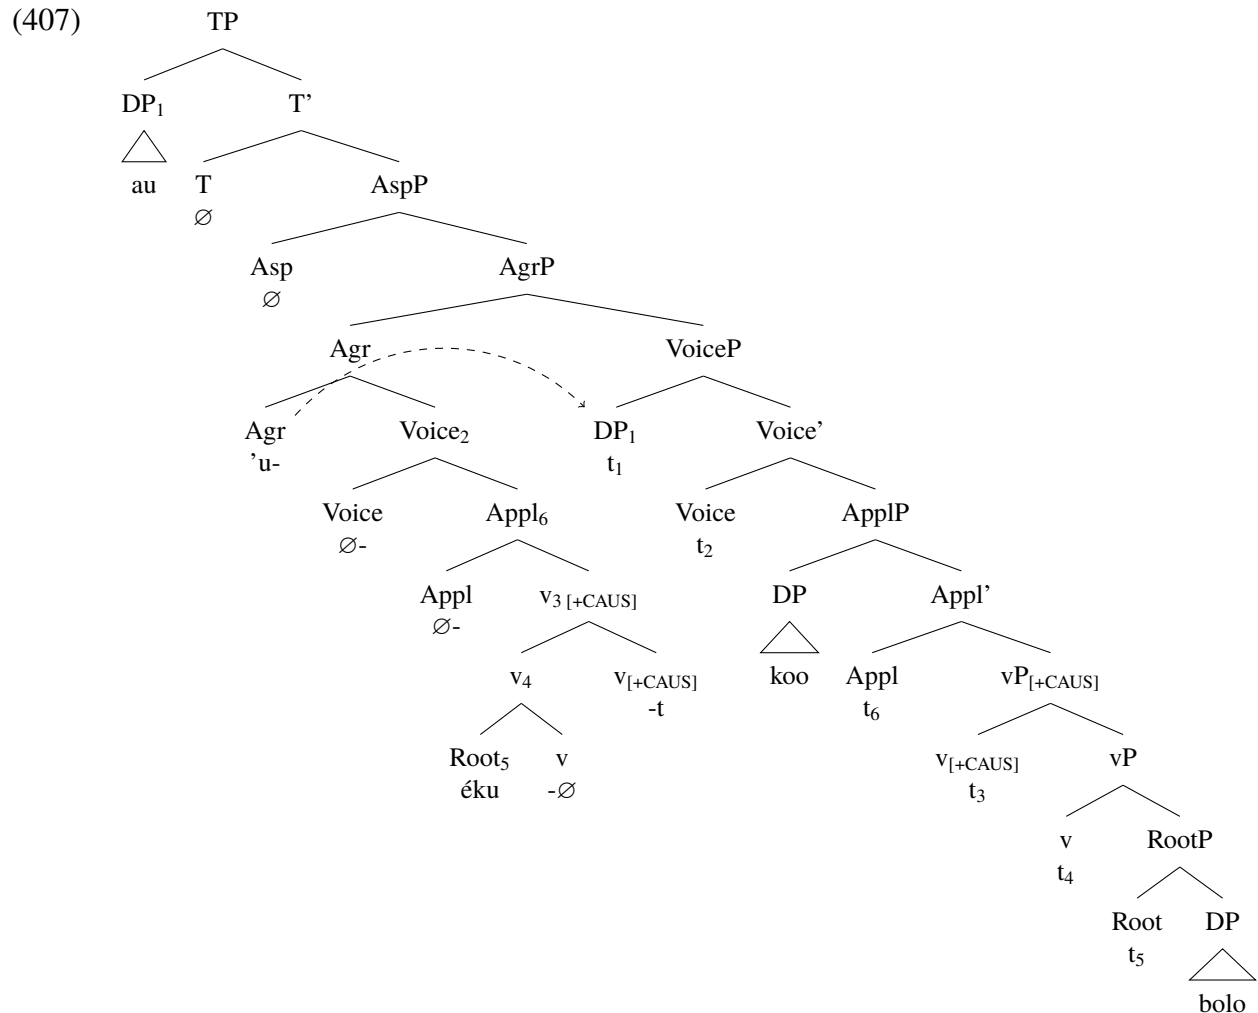 (407) TP
DP1 T’
au T AspP
∅
Asp AgrP
∅
Agr VoiceP
Agr Voice2 DP1 Voice’
’u- t1
Voice Appl6 Voice ApplP
∅- t2
Appl v3 [+CAUS] DP Appl’
∅-
v4 v[+CAUS] koo Appl vP[+CAUS]
-t t6
Root5 v v[+CAUS] vP
éku -∅ t3
v RootP
t4
Root DP
t5
bolo